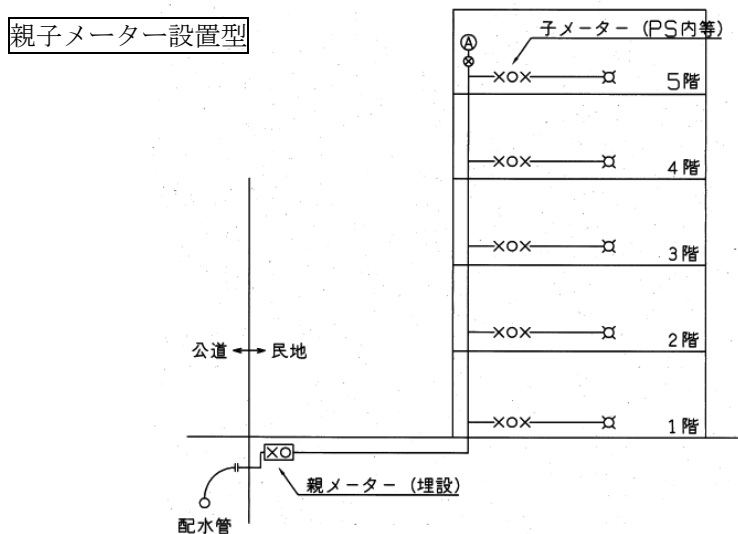 親子メーター設置型
子メーター (PS内等)
A
5階
4階
3階
2階
公道 民地
1階
親メーター (埋設)
配水管